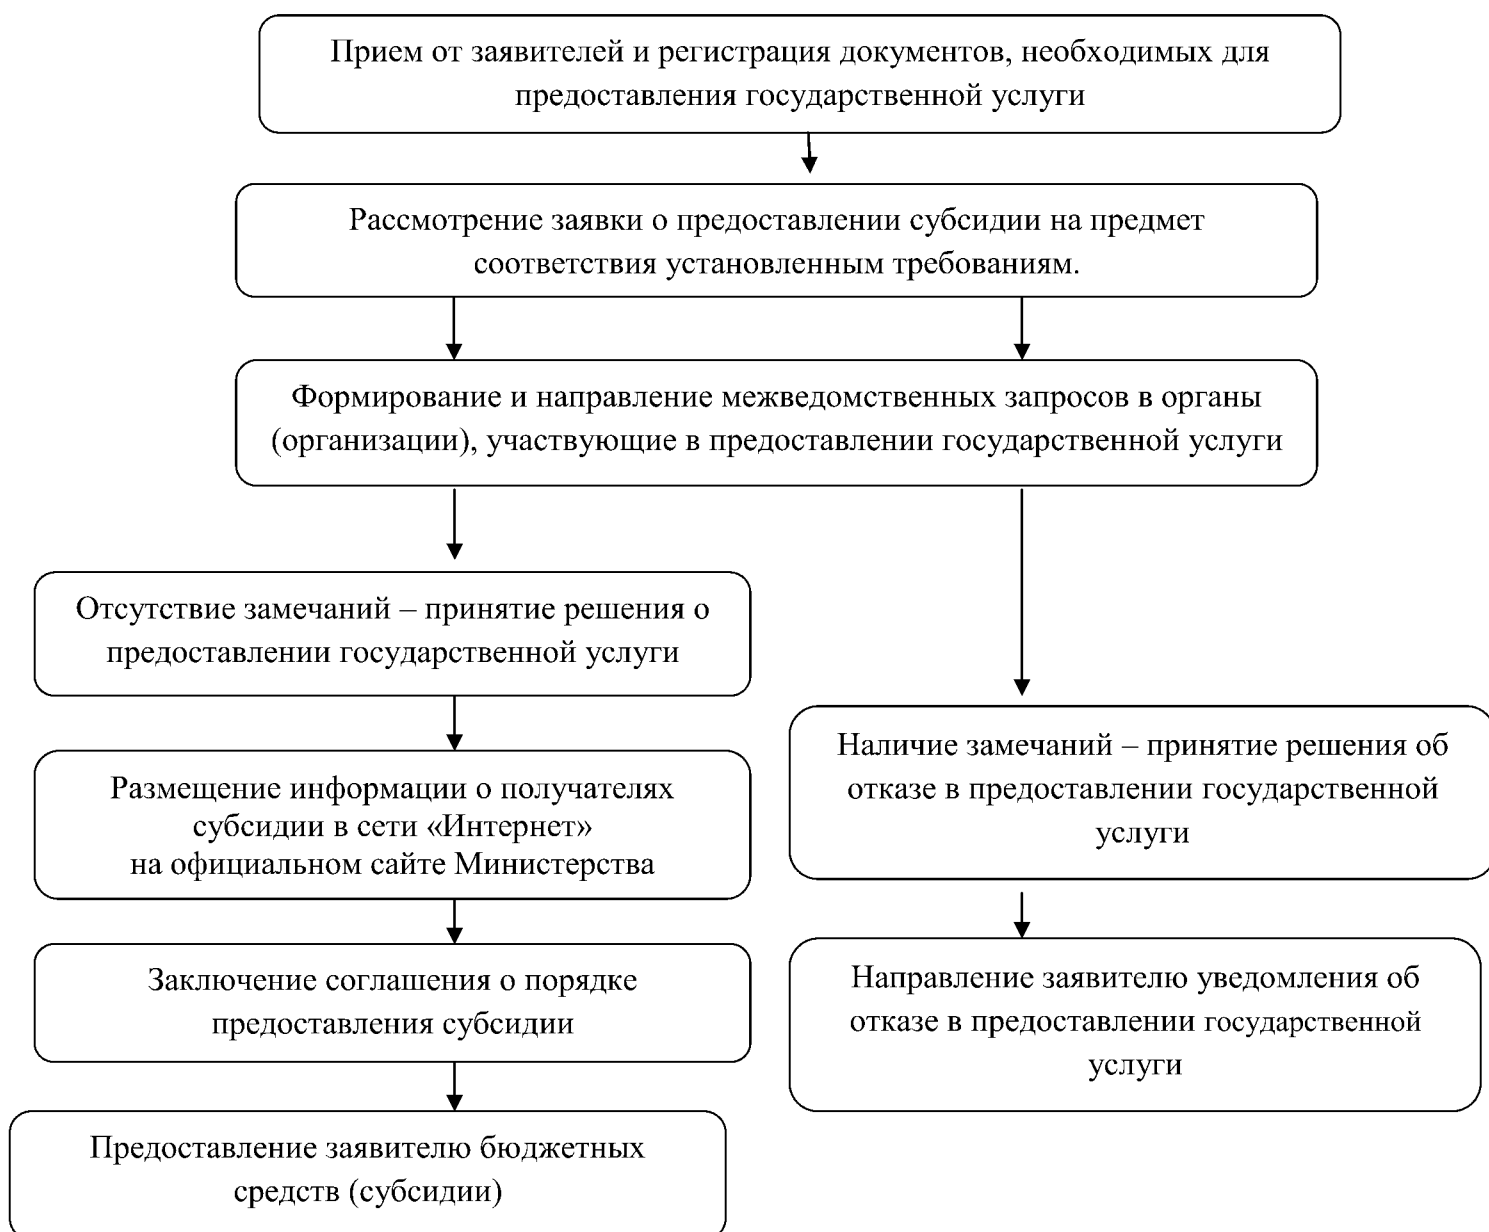 Прием от заявителей и регистрация документов, необходимых для
предоставления государственной услуги
Рассмотрение заявки о предоставлении субсидии на предмет
соответствия установленным требованиям.
Формирование и направление межведомственных запросов в органы
(организации), участвующие в предоставлении государственной услуги
Отсутствие замечаний – принятие решения о
предоставлении государственной услуги
Размещение информации о получателях
субсидии в сети «Интернет»
на официальном сайте Министерства
Заключение соглашения о порядке
предоставления субсидии
Предоставление заявителю бюджетных
средств (субсидии)
Наличие замечаний – принятие решения об
отказе в предоставлении государственной
услуги
Направление заявителю уведомления об
отказе в предоставлении государственной
услуги